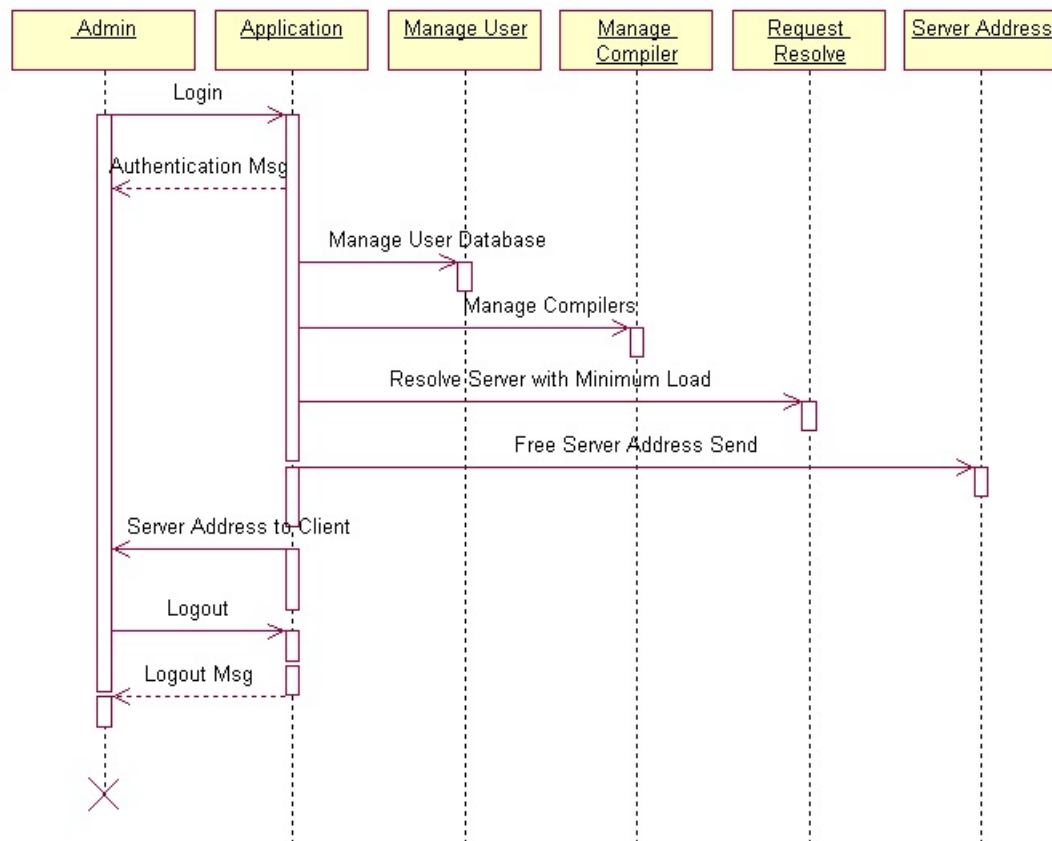 Admin
Application
Manage User
Manage
Compiler
Request
Resolve
Server Address
Login
Authentication Msg
Manage User Database
Manage Compilers
Resolve Server with Minimum Load
Free Server Address Send
Server Address to Client
Logout
Logout Msg